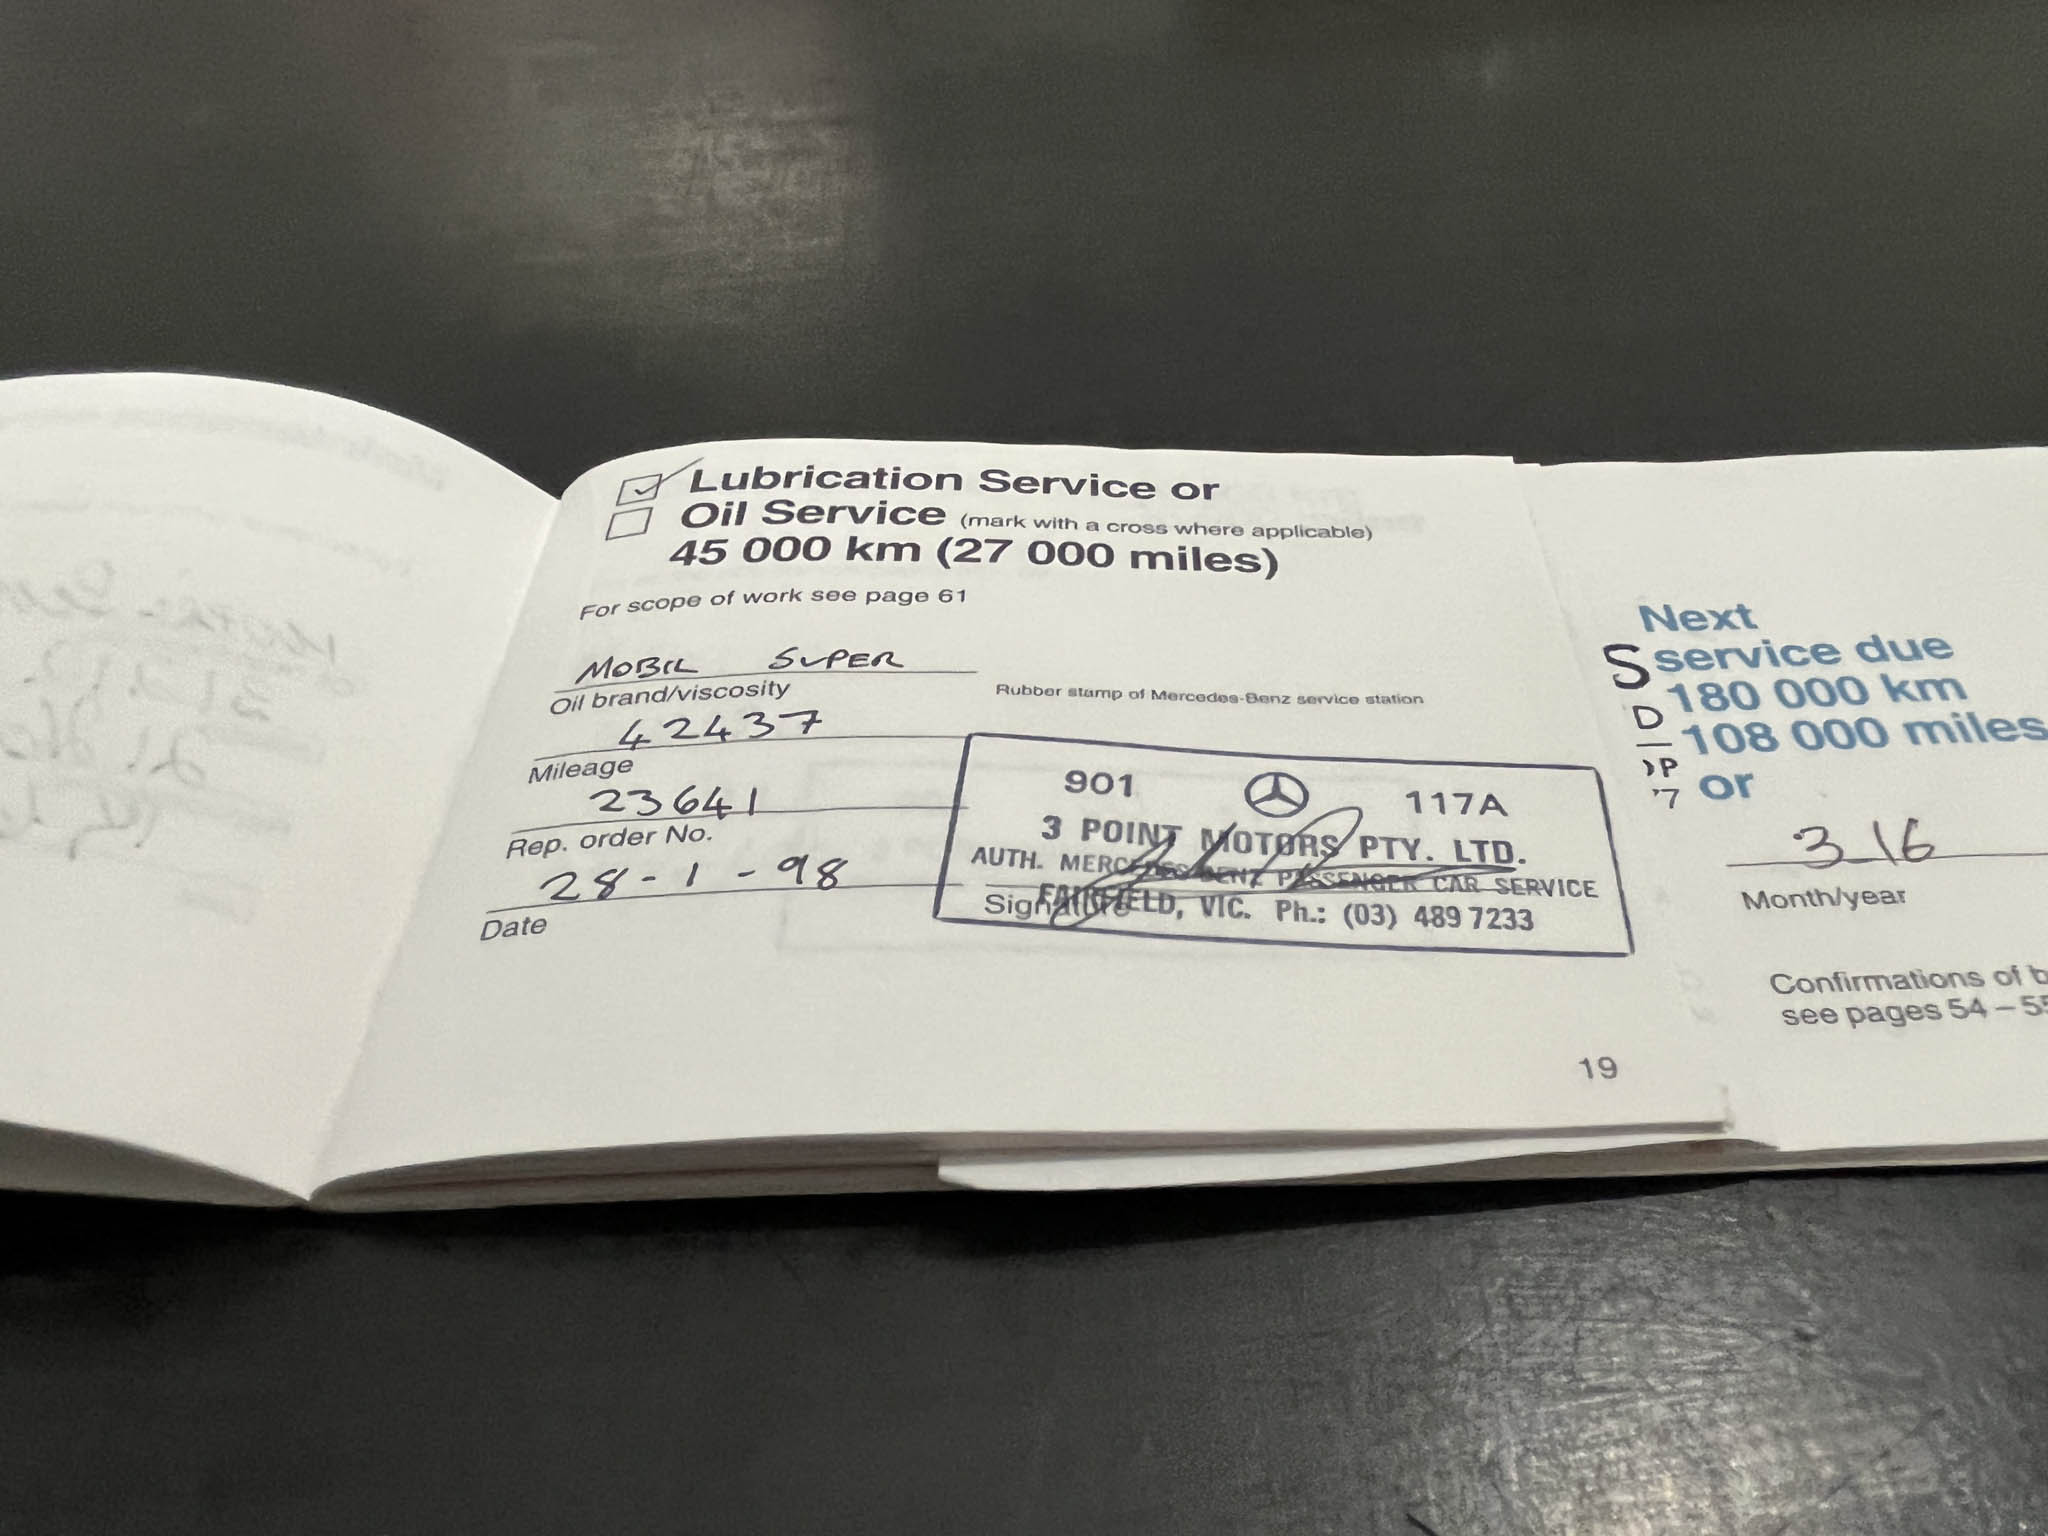 Lubrication Service or
Oil Service (mark with a cross where applicable)
45 000 km (27 000 miles)
For scope of work see page 61
MOBIL SUPER
Oil brand/viscosity
Rubber stamp of Mercedes-Benz service station
42437
Mileage
23641
Rep. order No.
28-1-98
Date
901 117A
3 POINT MOTORS PTY. LTD.
AUTH. MERCEDES-BENZ PASSENGER CAR SERVICE
FAIRFIELD, VIC. Ph.: (03) 489 7233
Signature
19
Next
service due
180 000 km
108 000 miles
or
3 16
Month/year
Confirmations of
see pages 54 – 55
S
D
P
7